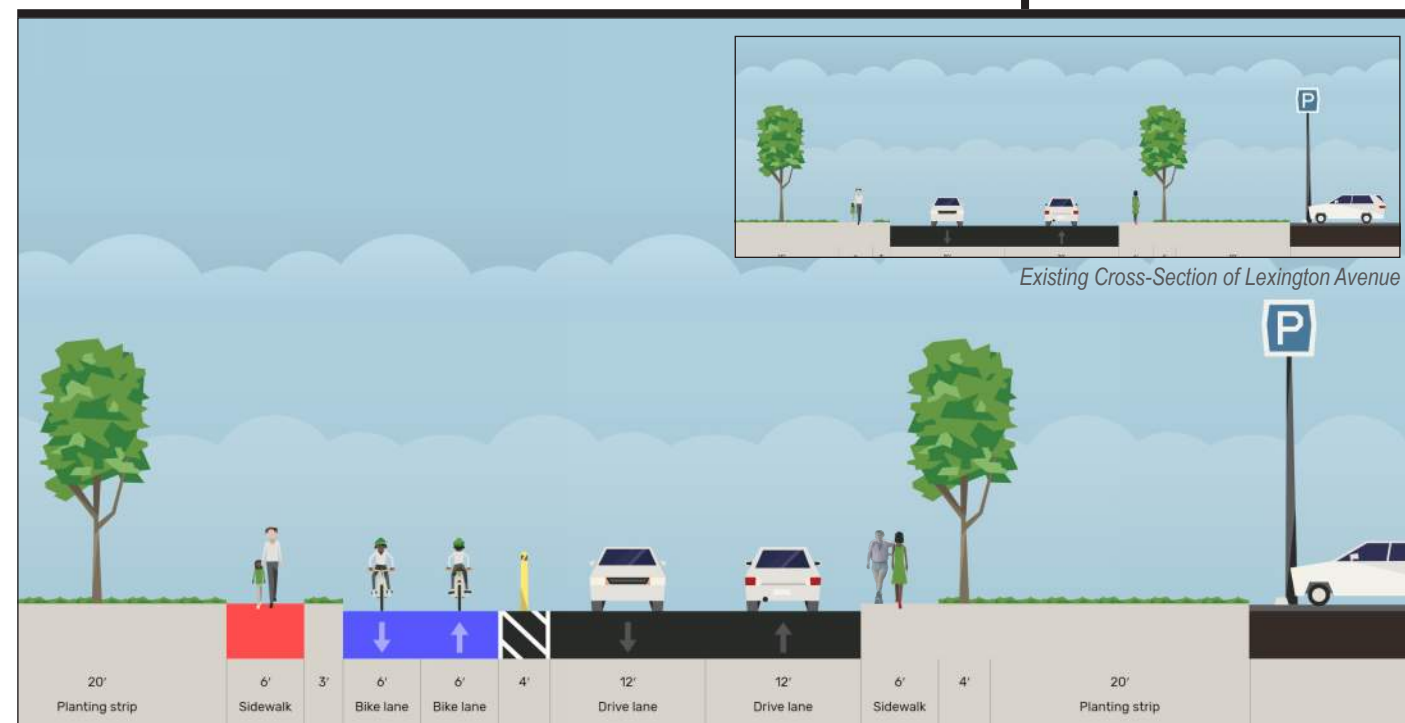 P
Existing Cross-Section of Lexington Avenue
P
20' 6' 3' 6' 6' 4' 12' 12' 6' 4' 20'
Planting strip Sidewalk Bike lane Bike lane Drive lane Drive lane Sidewalk Planting strip